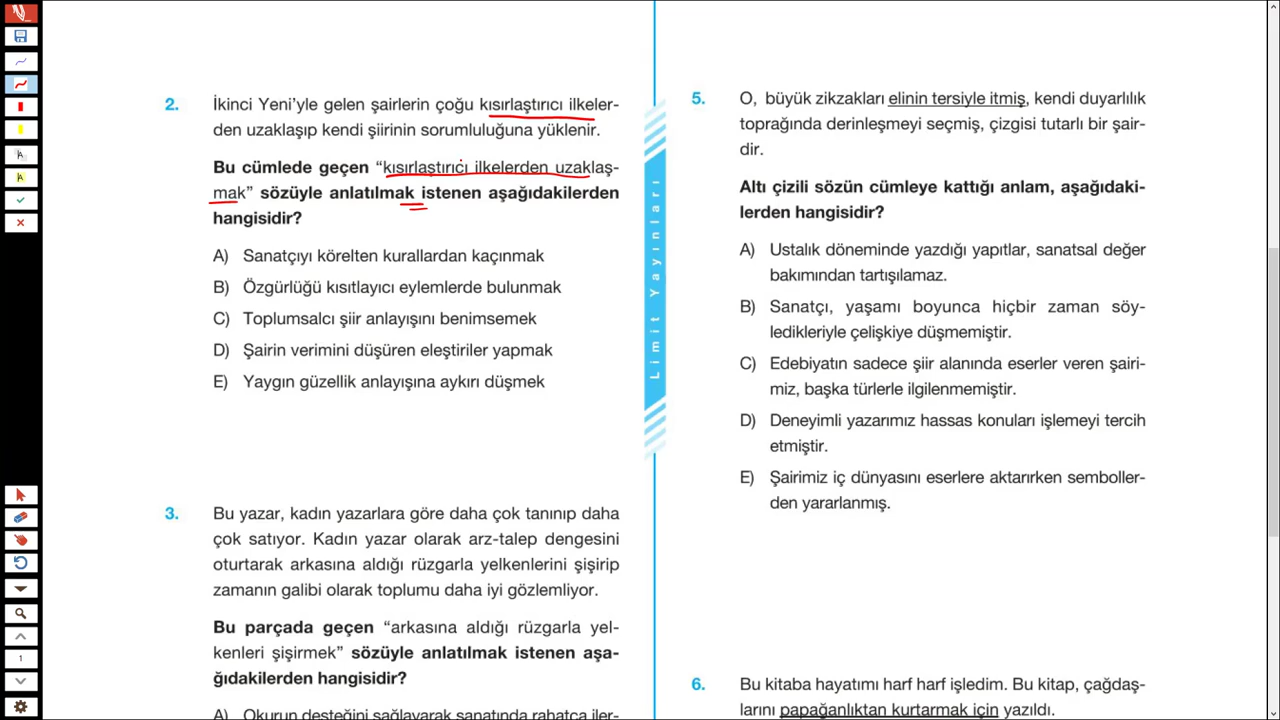 2. İkinci Yeni'yle gelen şairlerin çoğu kısırlaştırıcı ilkeler-
den uzaklaşıp kendi şiirinin sorumluluğuna yüklenir.
Bu cümlede geçen “kısırlaştırıcı ilkelerden uzaklaş-
mak” sözüyle anlatılmak istenen aşağıdakilerden
hangisidir?
A) Sanatçıyı körelten kurallardan kaçınmak
B) Özgürlüğü kısıtlayıcı eylemlerde bulunmak
C) Toplumsalcı şiir anlayışını benimsemek
D) Şairin verimini düşüren eleştiriler yapmak
E) Yaygın güzellik anlayışına aykırı düşmek
3. Bu yazar, kadın yazarlara göre daha çok tanınıp daha
çok satıyor. Kadın yazar olarak arz-talep dengesini
oturtarak arkasına aldığı rüzgarla yelkenlerini şişirip
zamanın galibi olarak toplumu daha iyi gözlemliyor.
Bu parçada geçen “arkasına aldığı rüzgarla yel-
kenleri şişirmek” sözüyle anlatılmak istenen aşa-
ğıdakilerden hangisidir?
A) Okurun desteğini sağlayarak sanatında rahatça iler-
Limit Yayınları
5. O, büyük zikzakları elinin tersiyle itmiş, kendi duyarlılık
toprağında derinleşmeyi seçmiş, çizgisi tutarlı bir şair-
dir.
Altı çizili sözün cümleye kattığı anlam, aşağıdaki-
lerden hangisidir?
A) Ustalık döneminde yazdığı yapıtlar, sanatsal değer
bakımından tartışılamaz.
B) Sanatçı, yaşamı boyunca hiçbir zaman söy-
ledikleriyle çelişkiye düşmemiştir.
C) Edebiyatın sadece şiir alanında eserler veren şairi-
miz, başka türlerle ilgilenmemiştir.
D) Deneyimli yazarımız hassas konuları işlemeyi tercih
etmiştir.
E) Şairimiz iç dünyasını eserlere aktarırken semboller-
den yararlanmış.
6. Bu kitaba hayatımı harf harf işledim. Bu kitap, çağdaş-
larını papağanlıktan kurtarmak için yazıldı.
A
A
1